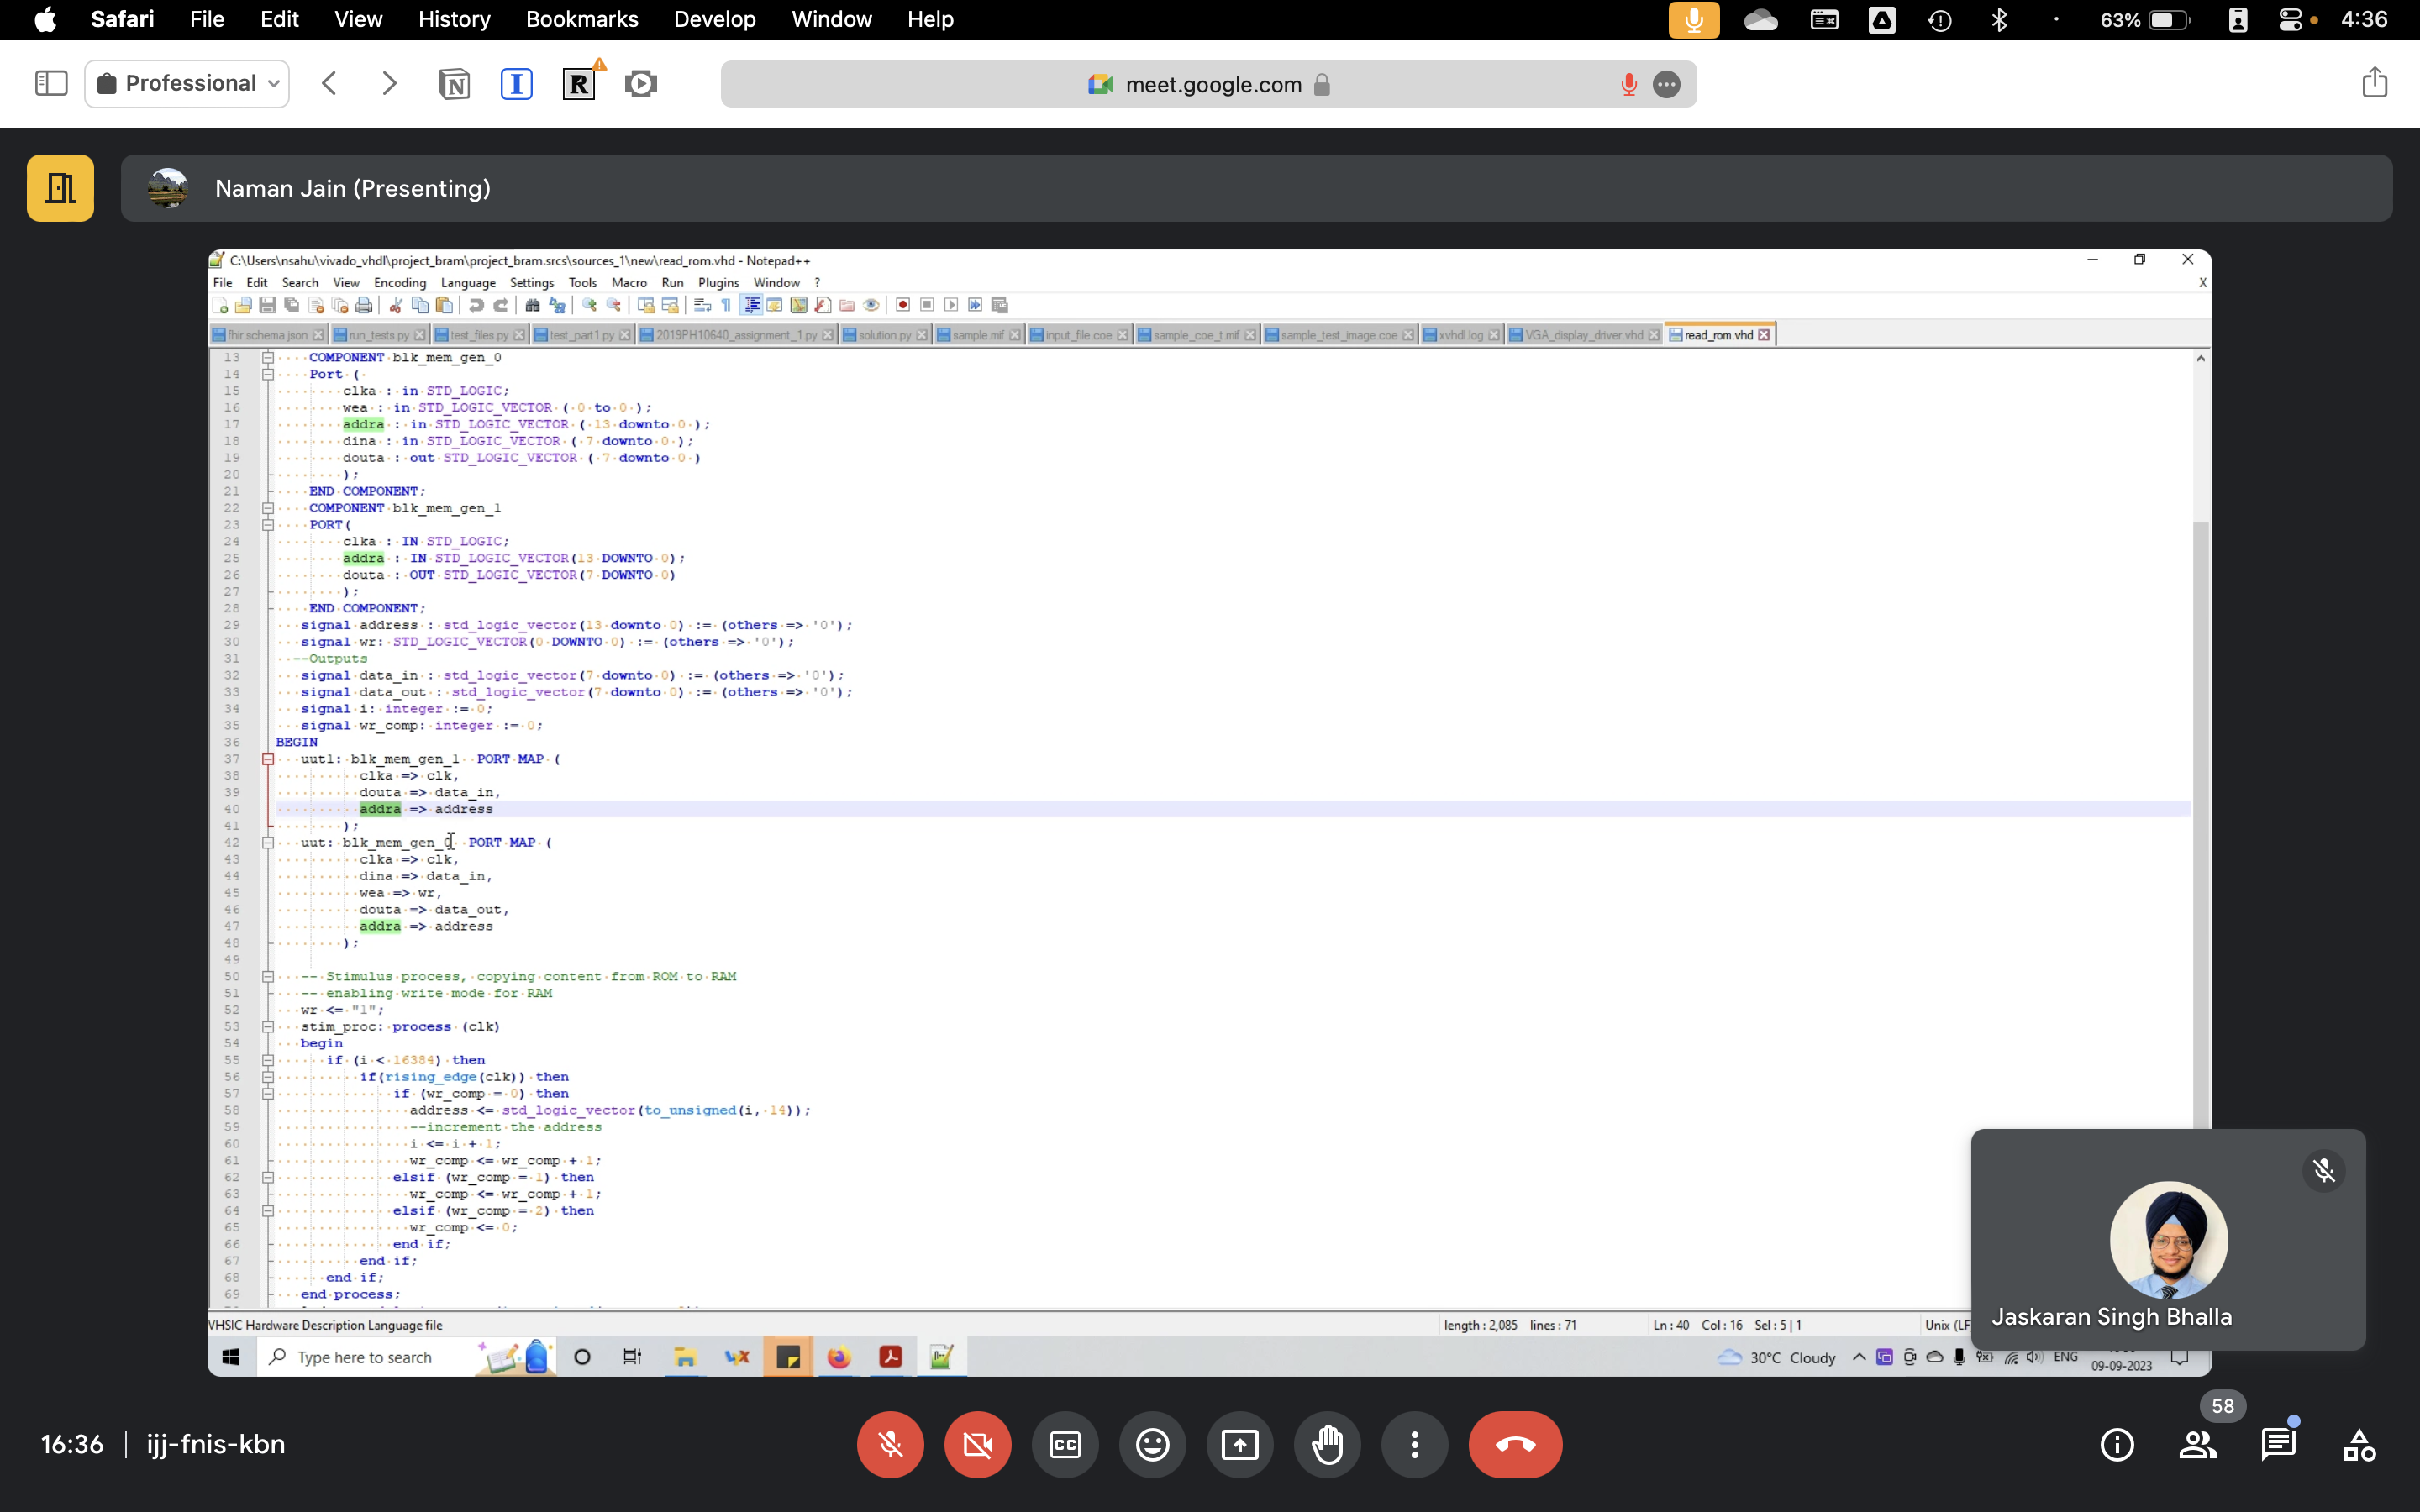 Safari File Edit View History Bookmarks Develop Window Help 63% 4:36
Professional meet.google.com
Naman Jain (Presenting)
C:\Users\nsahu\vivado_vhdl\project_bram\project_bram.srcs\sources_1\new\read_rom.vhd - Notepad++
File Edit Search View Encoding Language Settings Tools Macro Run Plugins Window ? X
fhir.schema.json run_tests.py test_files.py test_part1.py 2019PH10640_assignment_1.py solution.py sample.mif input_file.coe sample_coe_t.mif sample_test_image.coe xvhdl.log VGA_display_driver.vhd read_rom.vhd
13 COMPONENT blk_mem_gen_0
14 Port (
15 clka : in STD_LOGIC;
16 wea : in STD_LOGIC_VECTOR ( 0 to 0 );
17 addra : in STD_LOGIC_VECTOR ( 13 downto 0 );
18 dina : in STD_LOGIC_VECTOR ( 7 downto 0 );
19 douta : out STD_LOGIC_VECTOR ( 7 downto 0 )
20 );
21 END COMPONENT;
22 COMPONENT blk_mem_gen_1
23 PORT(
24 clka : IN STD_LOGIC;
25 addra : IN STD_LOGIC_VECTOR(13 DOWNTO 0);
26 douta : OUT STD_LOGIC_VECTOR(7 DOWNTO 0)
27 );
28 END COMPONENT;
29 signal address : std_logic_vector(13 downto 0) := (others => '0');
30 signal wr: STD_LOGIC_VECTOR(0 DOWNTO 0) := (others => '0');
31 --Outputs
32 signal data_in : std_logic_vector(7 downto 0) := (others => '0');
33 signal data_out : std_logic_vector(7 downto 0) := (others => '0');
34 signal i: integer := 0;
35 signal wr_comp: integer := 0;
36 BEGIN
37 uut1: blk_mem_gen_1 PORT MAP (
38 clka => clk,
39 douta => data_in,
40 addra => address
41 );
42 uut: blk_mem_gen_0 PORT MAP (
43 clka => clk,
44 dina => data_in,
45 wea => wr,
46 douta => data_out,
47 addra => address
48 );
49
50 -- Stimulus process, copying content from ROM to RAM
51 -- enabling write mode for RAM
52 wr <= "1";
53 stim_proc: process (clk)
54 begin
55 if (i < 16384) then
56 if(rising_edge(clk)) then
57 if (wr_comp = 0) then
58 address <= std_logic_vector(to_unsigned(i, 14));
59 --increment the address
60 i <= i + 1;
61 wr_comp <= wr_comp + 1;
62 elsif (wr_comp = 1) then
63 wr_comp <= wr_comp + 1;
64 elsif (wr_comp = 2) then
65 wr_comp <= 0;
66 end if;
67 end if;
68 end if;
69 end process;
VHSIC Hardware Description Language file length : 2,085 lines : 71 Ln : 40 Col : 16 Sel : 5 | 1 Unix (LF
Type here to search 30°C Cloudy ENG
09-09-2023
Jaskaran Singh Bhalla
16:36 | ijj-fnis-kbn CC 58